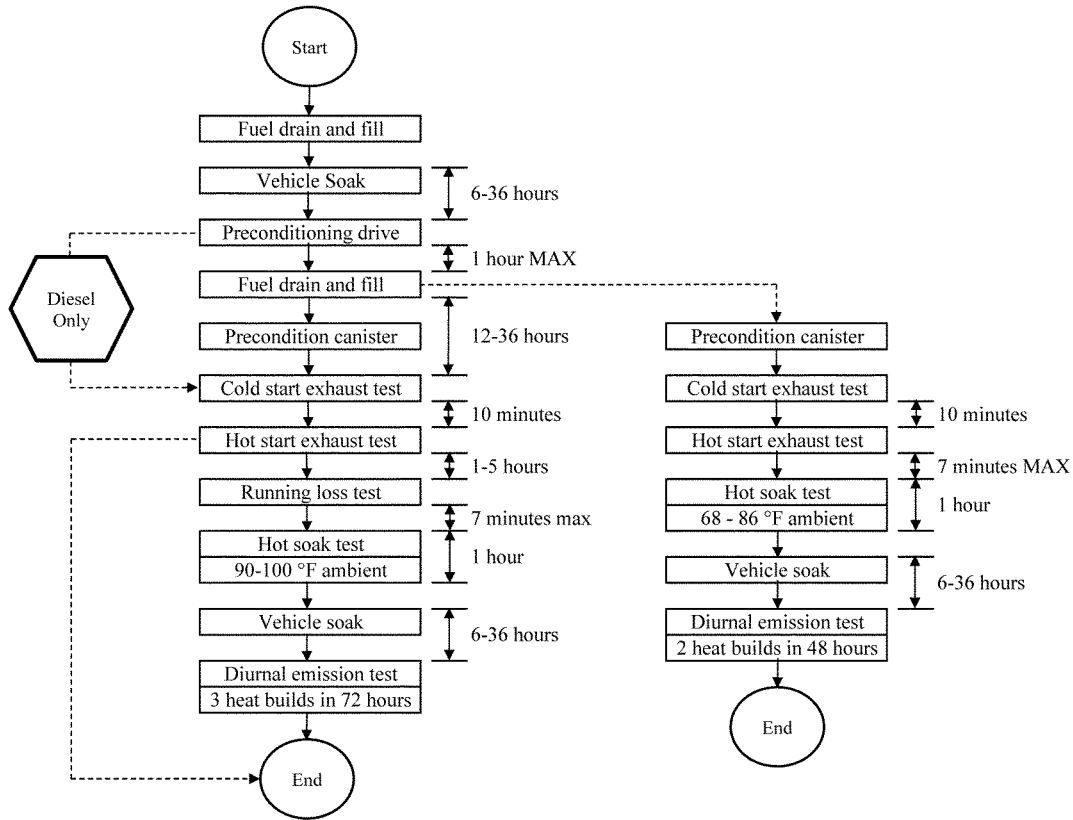 Start
Fuel drain and fill
Vehicle Soak
6-36 hours
Preconditioning drive
1 hour MAX
Fuel drain and fill
Diesel
Only
Precondition canister
12-36 hours
Cold start exhaust test
10 minutes
Hot start exhaust test
1-5 hours
Running loss test
7 minutes max
Hot soak test
90-100 °F ambient
1 hour
Vehicle soak
6-36 hours
Diurnal emission test
3 heat builds in 72 hours
End
Precondition canister
Cold start exhaust test
10 minutes
Hot start exhaust test
7 minutes MAX
Hot soak test
68 - 86 °F ambient
1 hour
Vehicle soak
6-36 hours
Diurnal emission test
2 heat builds in 48 hours
End